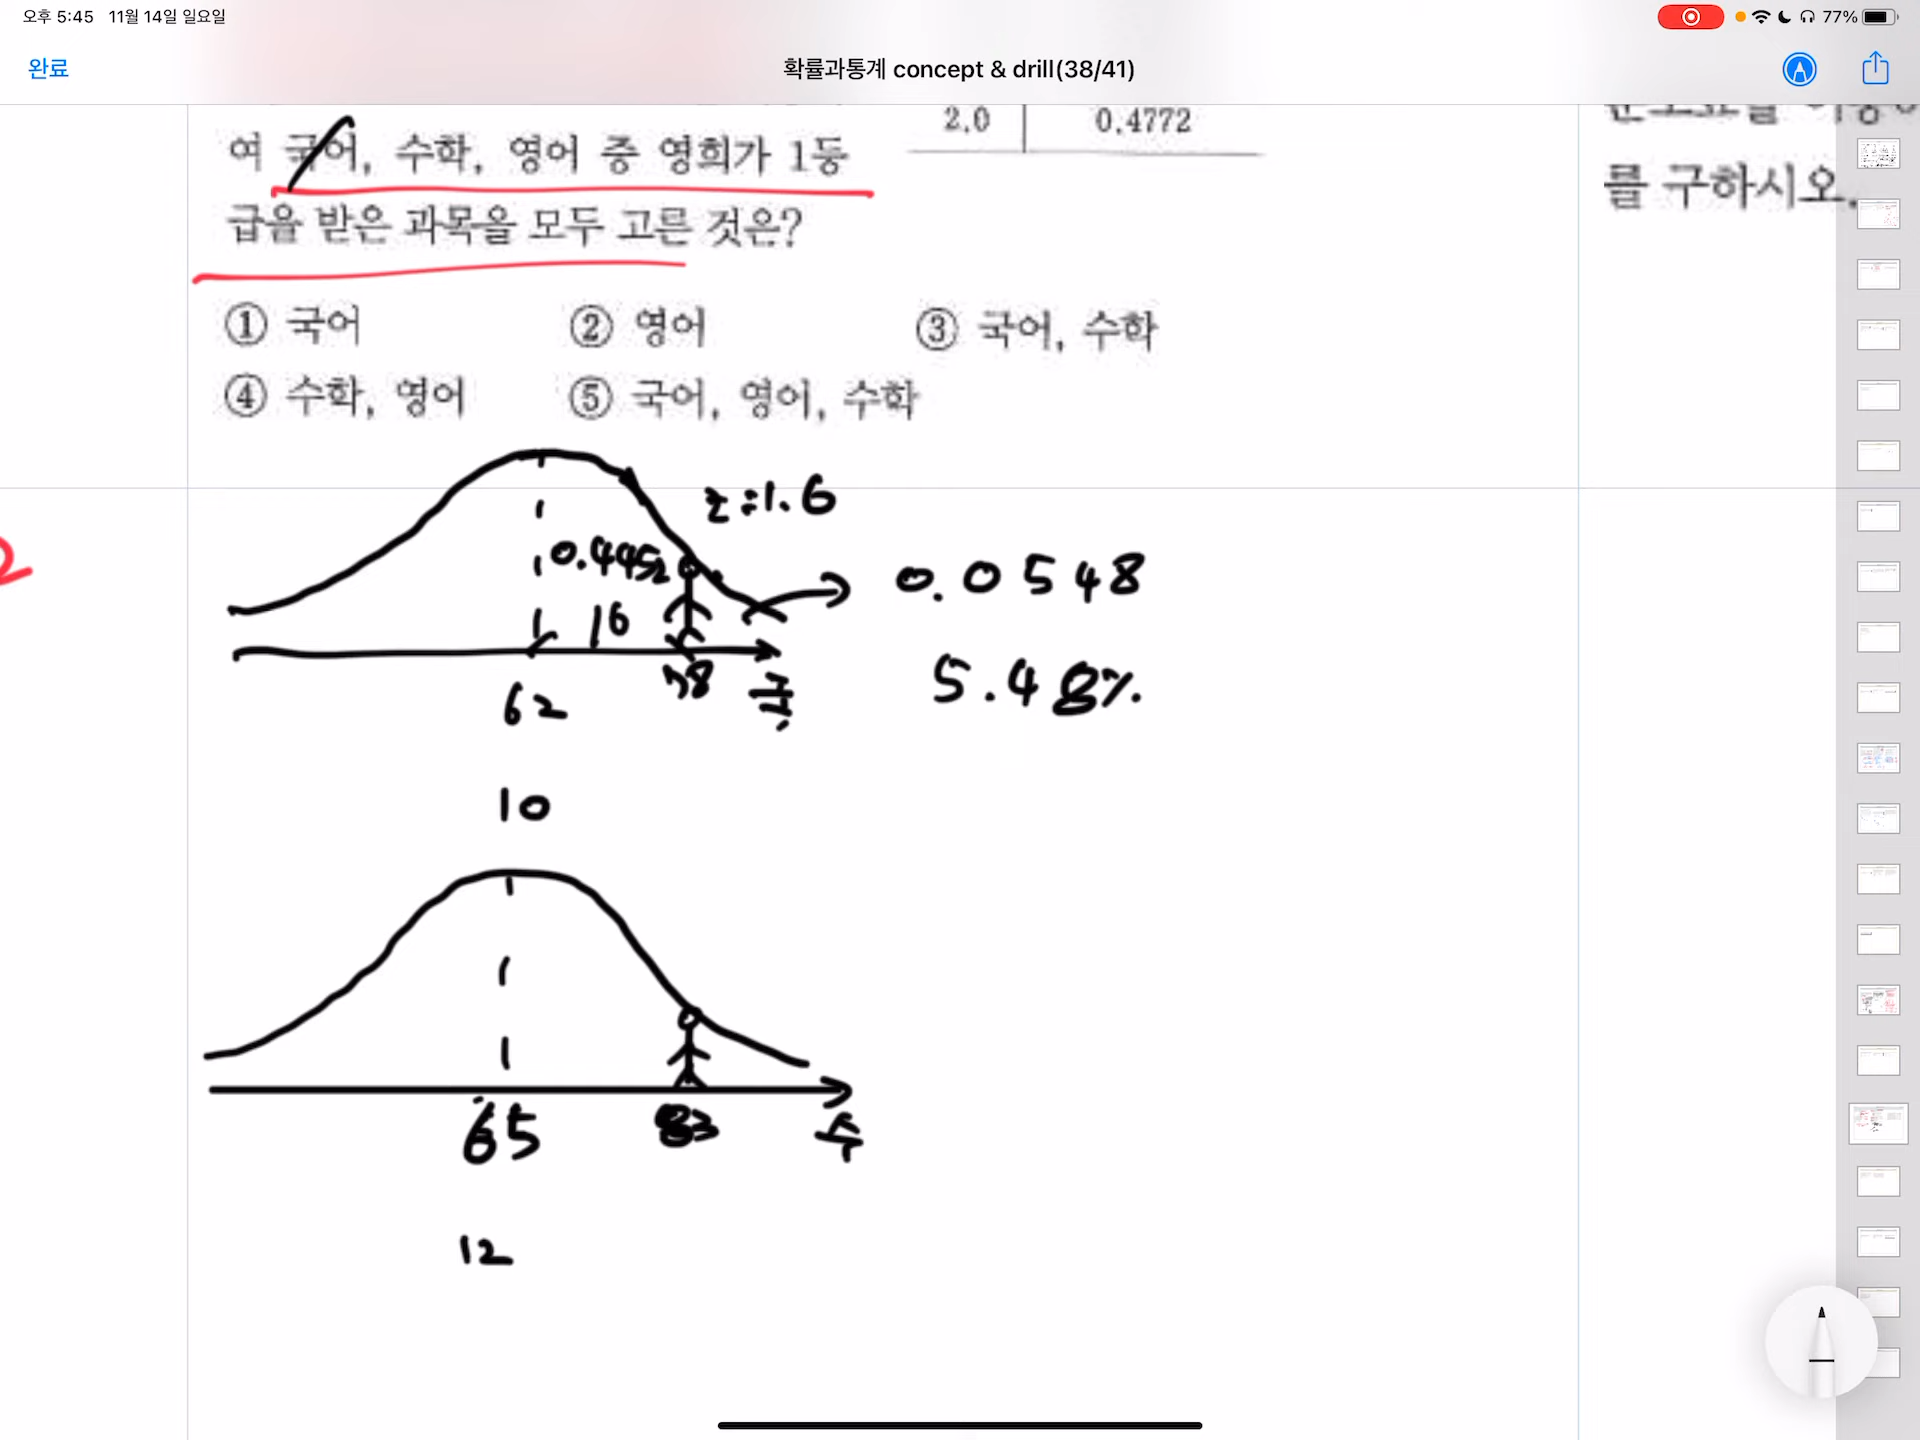 오후 5:45 11월 14일 일요일
77%
완료
확률과통계 concept & drill(38/41)
2.0 0.4772
여 국어, 수학, 영어 중 영희가 1등
급을 받은 과목을 모두 고른 것은?
를 구하시오.
① 국어 ② 영어 ③ 국어, 수학
④ 수학, 영어 ⑤ 국어, 영어, 수학
z=1.6
0.4452
0.0548
16
78 국
62
5.48%
10
65 83 수
12
2